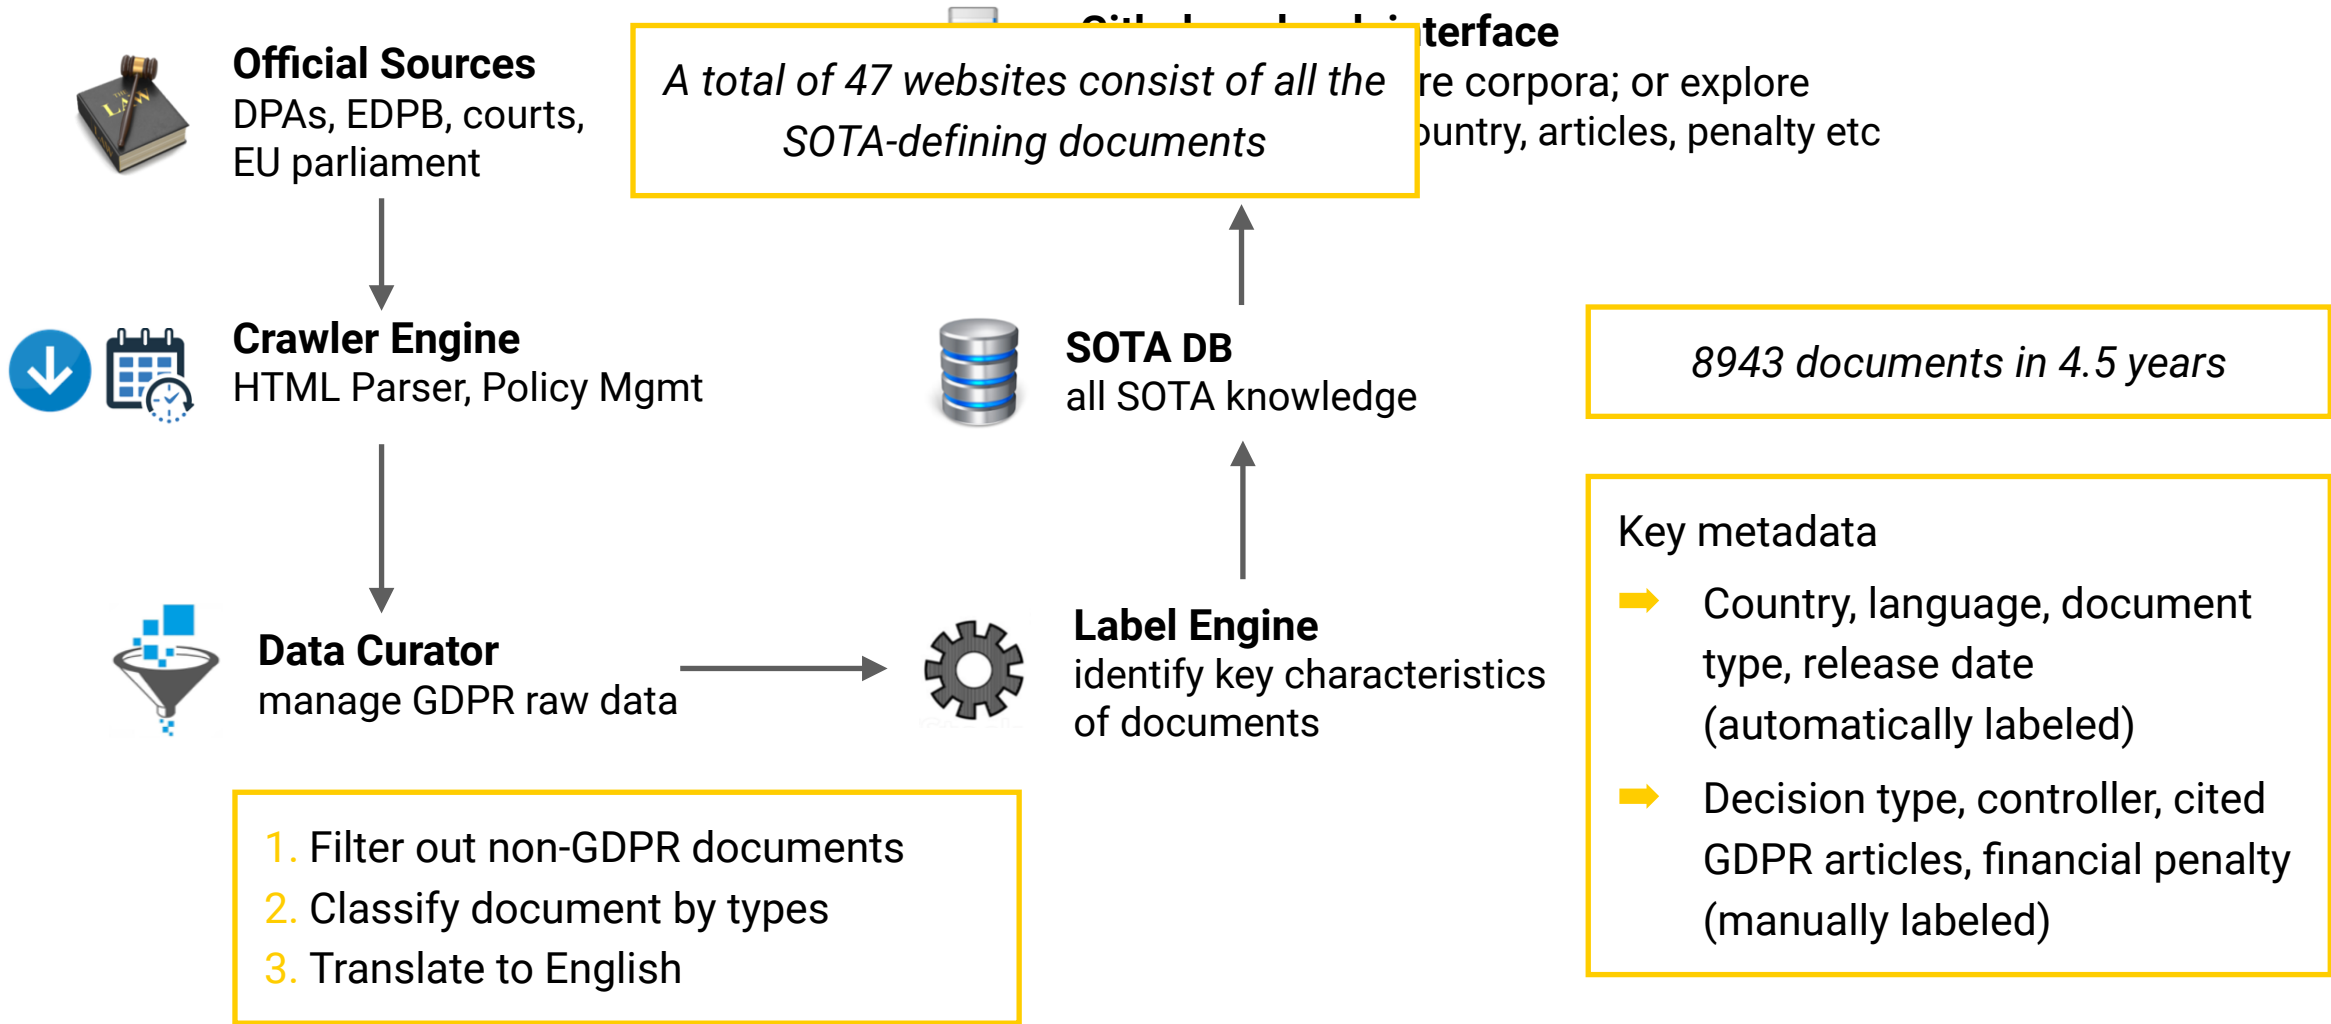 Official Sources
DPAs, EDPB, courts,
EU parliament
A total of 47 websites consist of all the
SOTA-defining documents
terface
re corpora; or explore
ountry, articles, penalty etc
Crawler Engine
HTML Parser, Policy Mgmt
SOTA DB
all SOTA knowledge
8943 documents in 4.5 years
Data Curator
manage GDPR raw data
Label Engine
identify key characteristics
of documents
Key metadata
Country, language, document
type, release date
(automatically labeled)
Decision type, controller, cited
GDPR articles, financial penalty
(manually labeled)
1. Filter out non-GDPR documents
2. Classify document by types
3. Translate to English